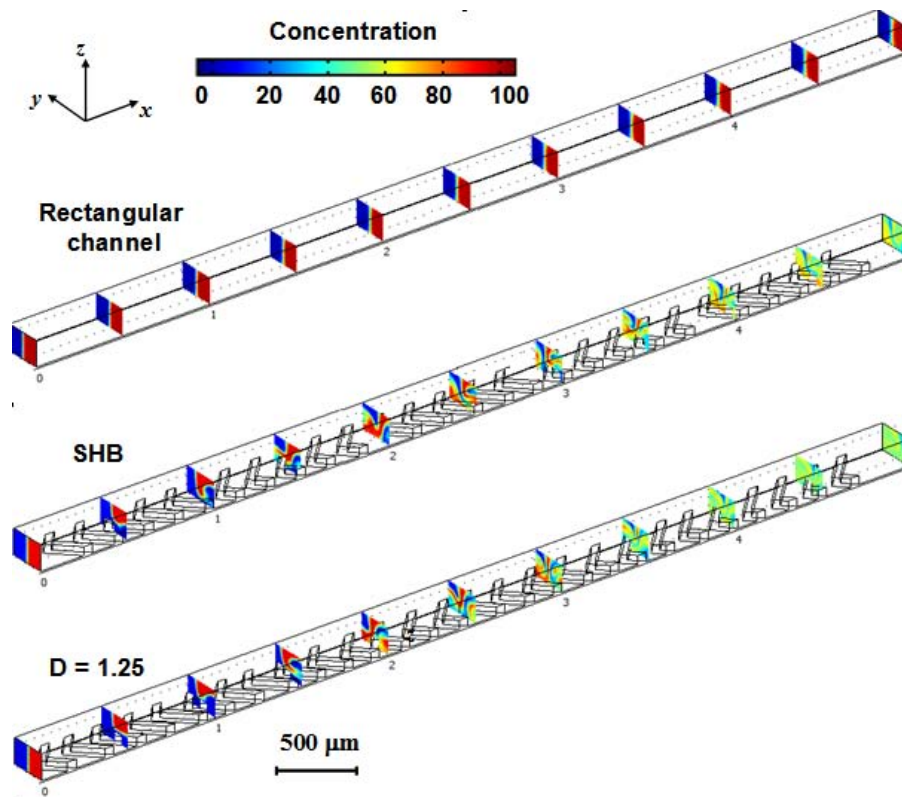 Concentration
0 20 40 60 80 100
z
y
x
Rectangular
channel
0
1
2
3
4
SHB
0
1
2
3
4
D = 1.25
0
1
2
3
4
500 µm